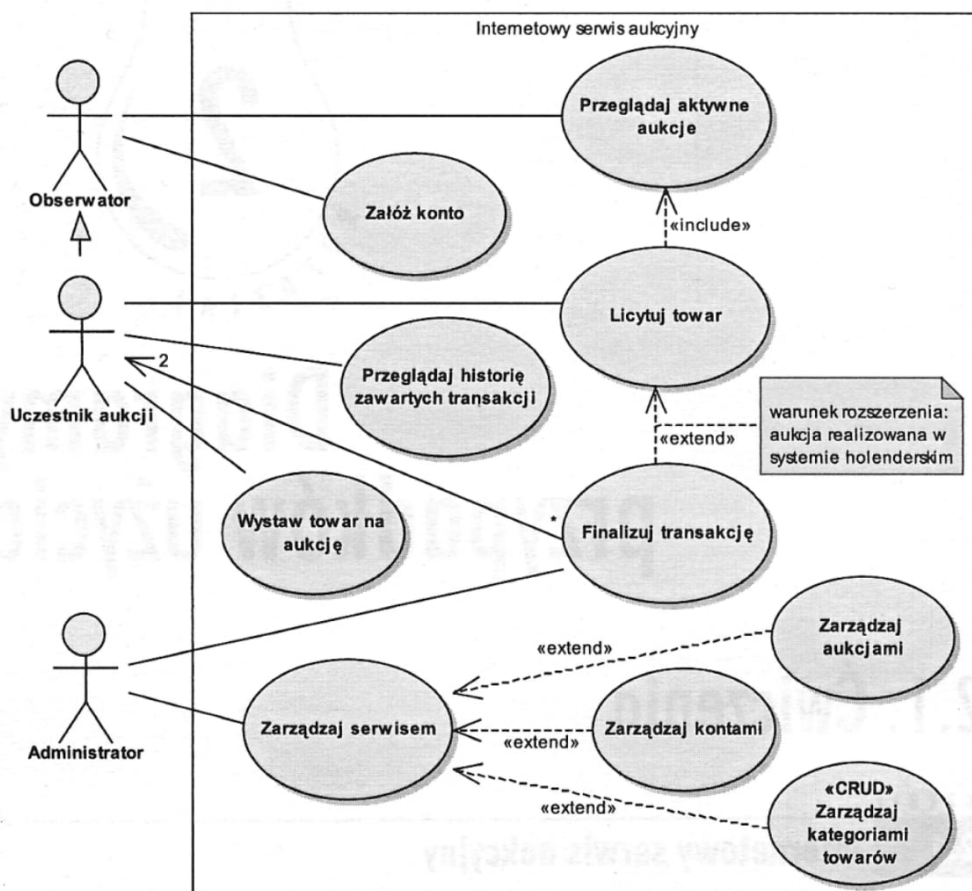 Internetowy serwis aukcyjny
Przeglądaj aktywne
aukcje
Obserwator
Załóż konto
«include»
Licytuj towar
2
Przeglądaj historię
zawartych transakcji
Uczestnik aukcji
warunek rozszerzenia:
aukcja realizowana w
systemie holenderskim
«extend»
Wystaw towar na
aukcję
*
Finalizuj transakcję
Zarządzaj
aukcjami
«extend»
Zarządzaj serwisem
«extend»
Zarządzaj kontami
Administrator
«extend»
«CRUD»
Zarządzaj
kategoriami
towarów